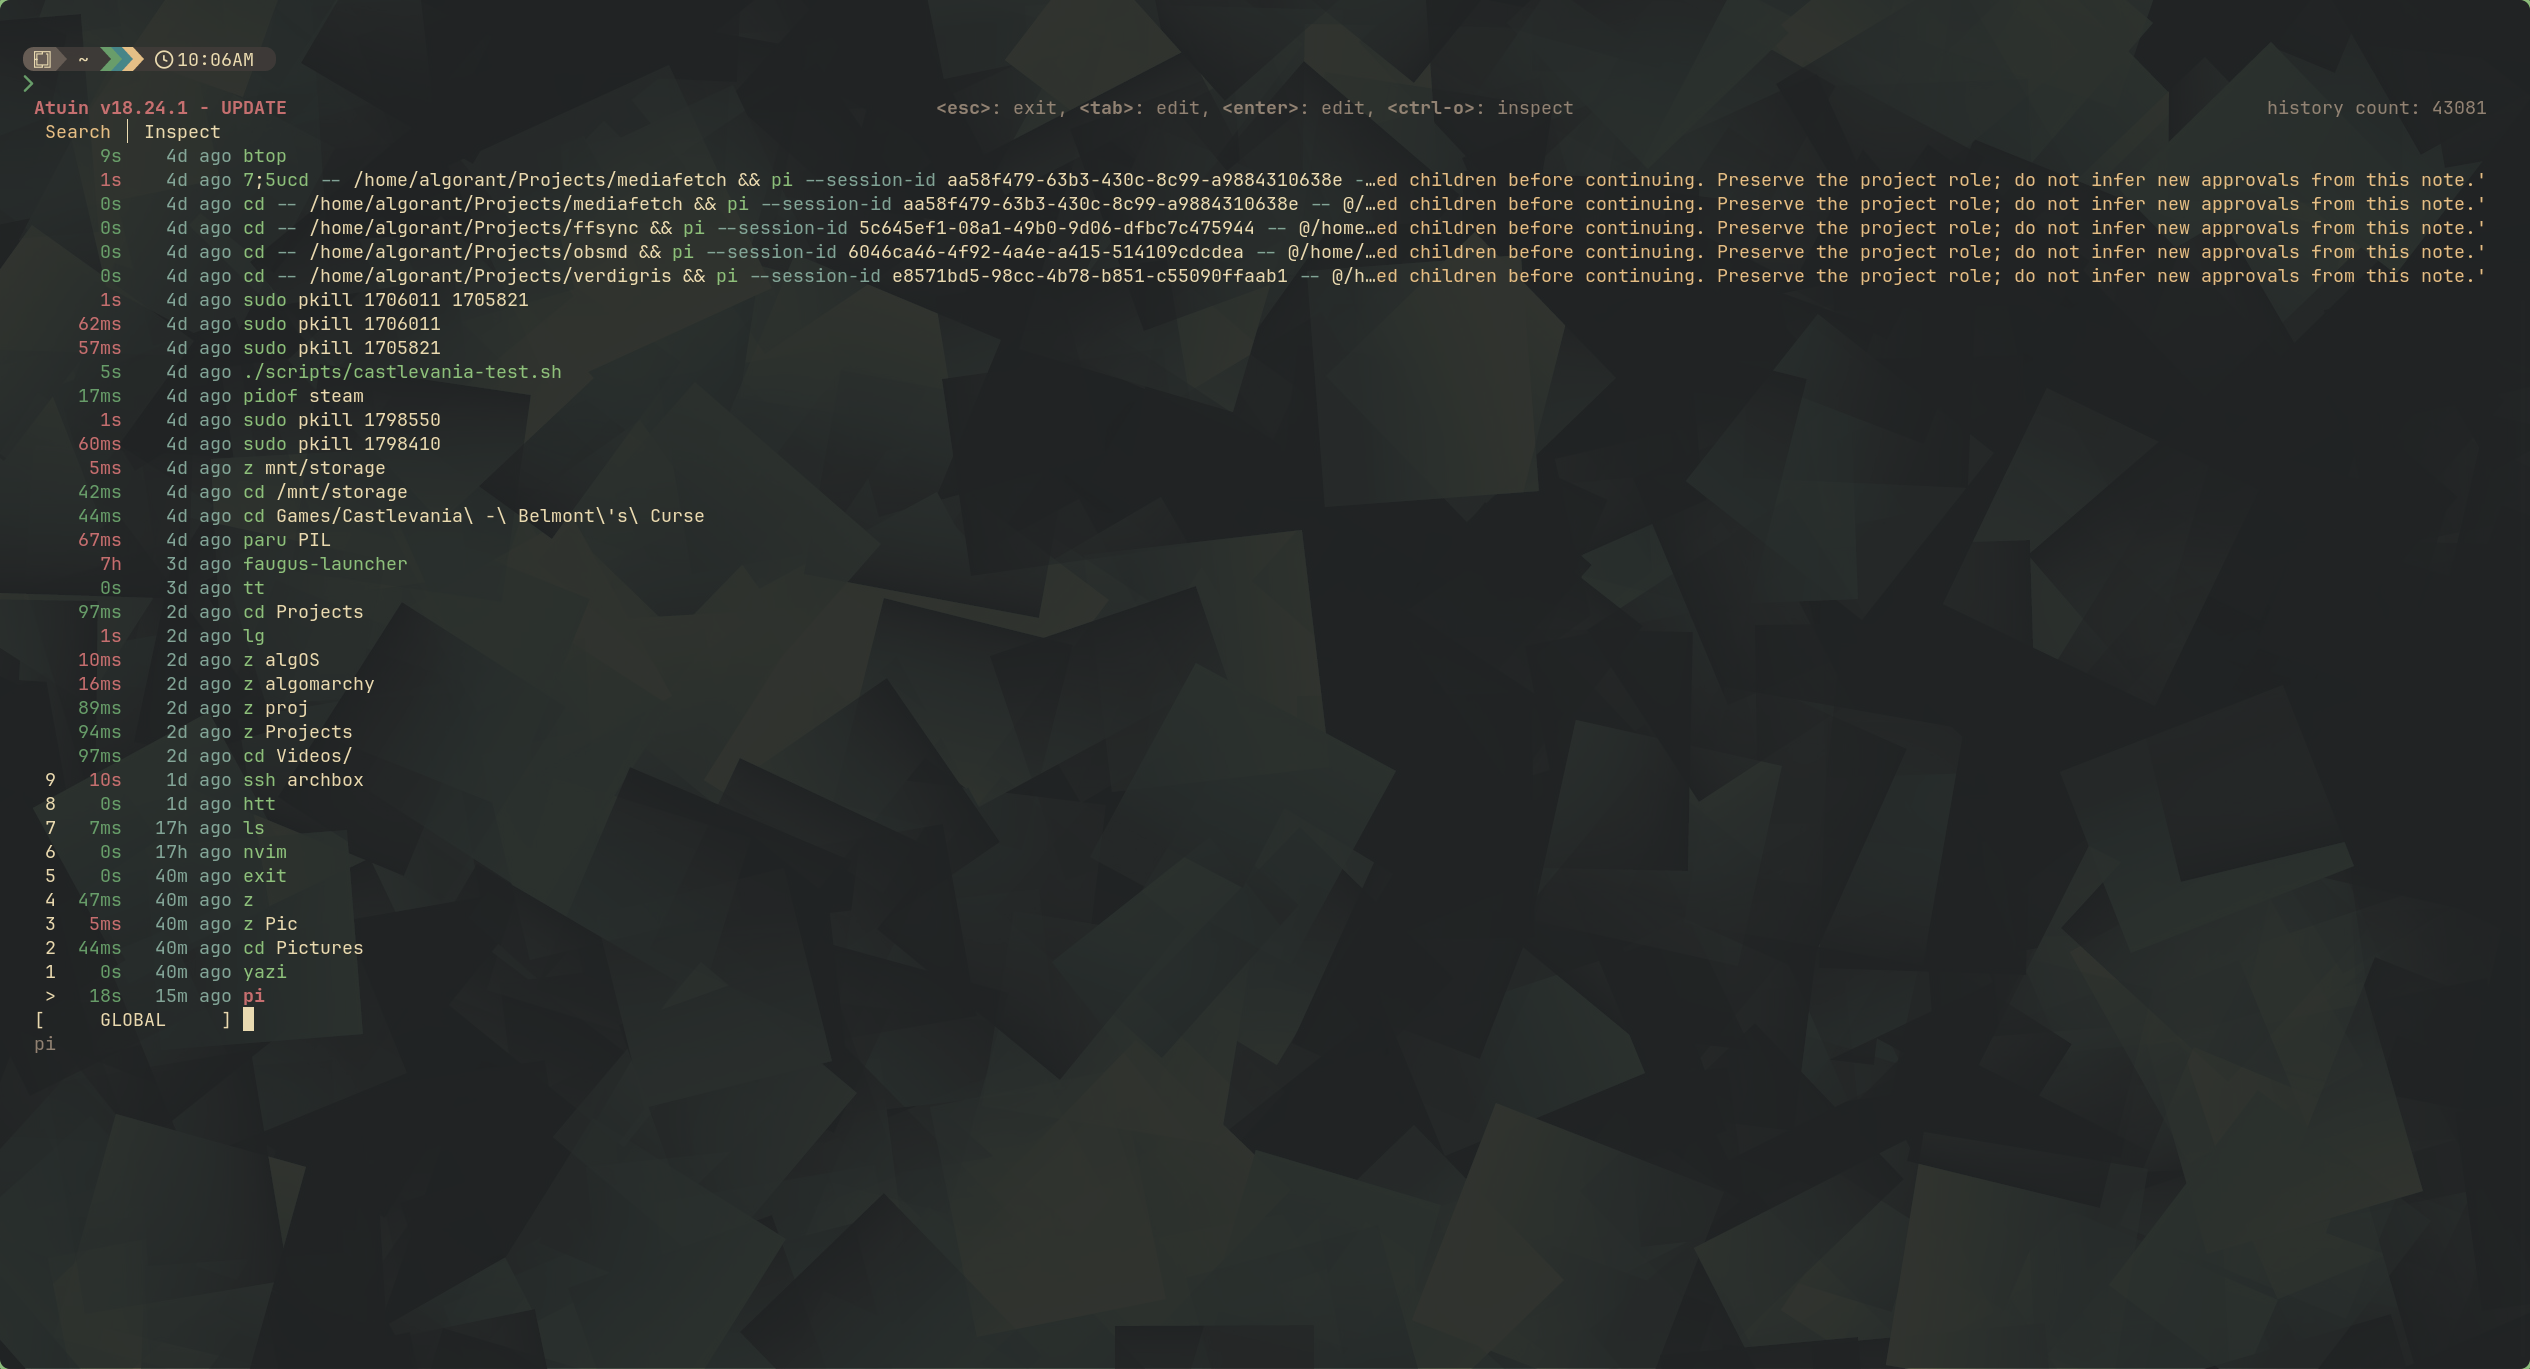 ~ 10:06AM
❯
Atuin v18.24.1 - UPDATE <esc>: exit, <tab>: edit, <enter>: edit, <ctrl-o>: inspect history count: 43081
Search │ Inspect
9s 4d ago btop
1s 4d ago 7;5ucd -- /home/algorant/Projects/mediafetch && pi --session-id aa58f479-63b3-430c-8c99-a9884310638e -…ed children before continuing. Preserve the project role; do not infer new approvals from this note.'
0s 4d ago cd -- /home/algorant/Projects/mediafetch && pi --session-id aa58f479-63b3-430c-8c99-a9884310638e -- @/…ed children before continuing. Preserve the project role; do not infer new approvals from this note.'
0s 4d ago cd -- /home/algorant/Projects/ffsync && pi --session-id 5c645ef1-08a1-49b0-9d06-dfbc7c475944 -- @/home…ed children before continuing. Preserve the project role; do not infer new approvals from this note.'
0s 4d ago cd -- /home/algorant/Projects/obsmd && pi --session-id 6046ca46-4f92-4a4e-a415-514109cdcdea -- @/home/…ed children before continuing. Preserve the project role; do not infer new approvals from this note.'
0s 4d ago cd -- /home/algorant/Projects/verdigris && pi --session-id e8571bd5-98cc-4b78-b851-c55090ffaab1 -- @/h…ed children before continuing. Preserve the project role; do not infer new approvals from this note.'
1s 4d ago sudo pkill 1706011 1705821
62ms 4d ago sudo pkill 1706011
57ms 4d ago sudo pkill 1705821
5s 4d ago ./scripts/castlevania-test.sh
17ms 4d ago pidof steam
1s 4d ago sudo pkill 1798550
60ms 4d ago sudo pkill 1798410
5ms 4d ago z mnt/storage
42ms 4d ago cd /mnt/storage
44ms 4d ago cd Games/Castlevania\ -\ Belmont\'s\ Curse
67ms 4d ago paru PIL
7h 3d ago faugus-launcher
0s 3d ago tt
97ms 2d ago cd Projects
1s 2d ago lg
10ms 2d ago z algOS
16ms 2d ago z algomarchy
89ms 2d ago z proj
94ms 2d ago z Projects
97ms 2d ago cd Videos/
9 10s 1d ago ssh archbox
8 0s 1d ago htt
7 7ms 17h ago ls
6 0s 17h ago nvim
5 0s 40m ago exit
4 47ms 40m ago z
3 5ms 40m ago z Pic
2 44ms 40m ago cd Pictures
1 0s 40m ago yazi
> 18s 15m ago pi
[ GLOBAL ]
pi